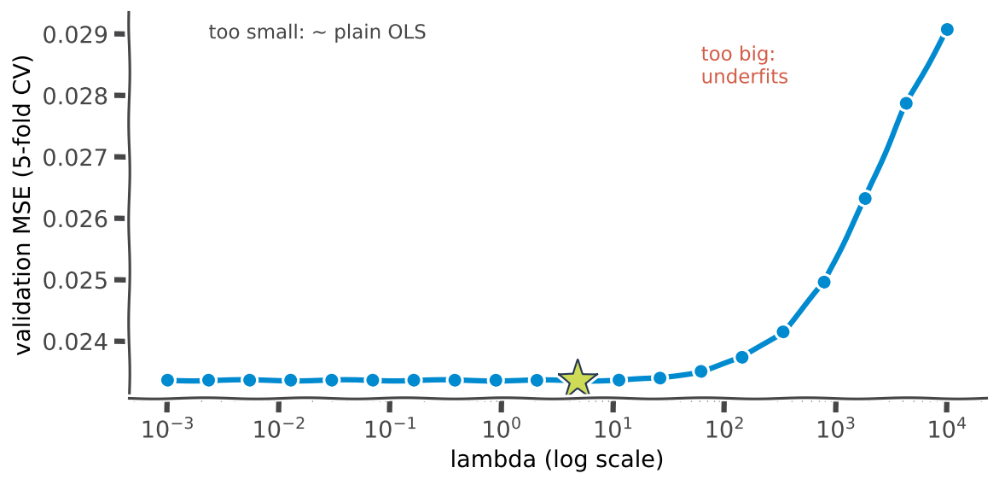 too small: ~ plain OLS
too big:
underfits
validation MSE (5-fold CV)
0.029
0.028
0.027
0.026
0.025
0.024
10⁻³ 10⁻² 10⁻¹ 10⁰ 10¹ 10² 10³ 10⁴
lambda (log scale)